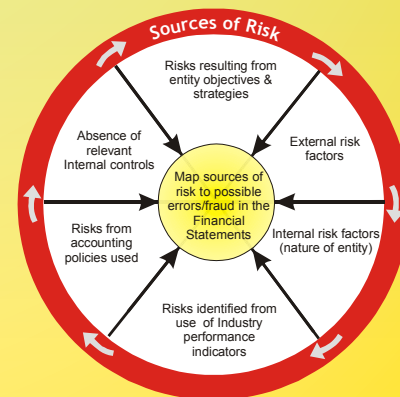 Sources of Risk
Risks resulting from
entity objectives &
strategies
External risk
factors
Internal risk factors
(nature of entity)
Risks identified from
use of Industry
performance
indicators
Risks from
accounting
policies used
Absence of
relevant
Internal controls
Map sources of
risk to possible
errors/fraud in the
Financial
Statements